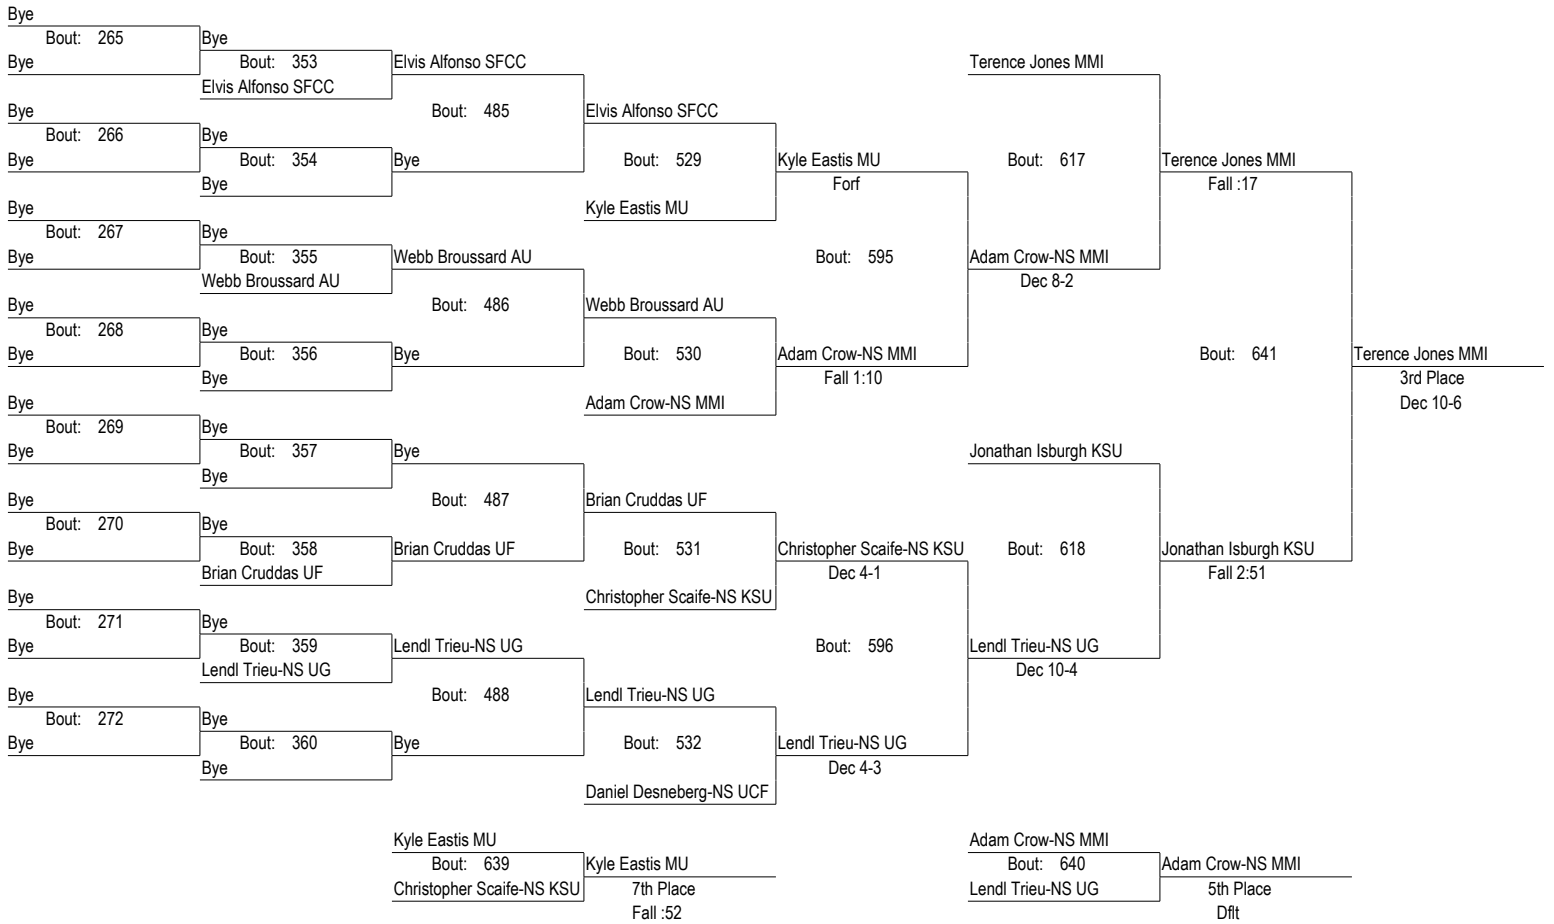 Bye
Bout: 265 Bye
Bye Bout: 353 Elvis Alfonso SFCC Terence Jones MMI
Elvis Alfonso SFCC
Bye Bout: 485 Elvis Alfonso SFCC
Bout: 266 Bye
Bye Bout: 354 Bye Bout: 529 Kyle Eastis MU Bout: 617 Terence Jones MMI
Bye Forf Fall :17
Bye Kyle Eastis MU
Bout: 267 Bye
Bye Bout: 355 Webb Broussard AU Bout: 595 Adam Crow-NS MMI
Webb Broussard AU Dec 8-2
Bye Bout: 486 Webb Broussard AU
Bout: 268 Bye
Bye Bout: 356 Bye Bout: 530 Adam Crow-NS MMI Bout: 641 Terence Jones MMI
Bye Fall 1:10 3rd Place
Bye Adam Crow-NS MMI Dec 10-6
Bout: 269 Bye
Bye Bout: 357 Bye Jonathan Isburgh KSU
Bye
Bye Bout: 487 Brian Cruddas UF
Bout: 270 Bye
Bye Bout: 358 Brian Cruddas UF Bout: 531 Christopher Scaife-NS KSU Bout: 618 Jonathan Isburgh KSU
Brian Cruddas UF Dec 4-1 Fall 2:51
Bye Christopher Scaife-NS KSU
Bout: 271 Bye
Bye Bout: 359 Lendl Trieu-NS UG Bout: 596 Lendl Trieu-NS UG
Lendl Trieu-NS UG Dec 10-4
Bye Bout: 488 Lendl Trieu-NS UG
Bout: 272 Bye
Bye Bout: 360 Bye Bout: 532 Lendl Trieu-NS UG
Bye Dec 4-3
Daniel Desneberg-NS UCF
Kyle Eastis MU Adam Crow-NS MMI
Bout: 639 Kyle Eastis MU Bout: 640 Adam Crow-NS MMI
Christopher Scaife-NS KSU 7th Place Lendl Trieu-NS UG 5th Place
Fall :52 Dflt